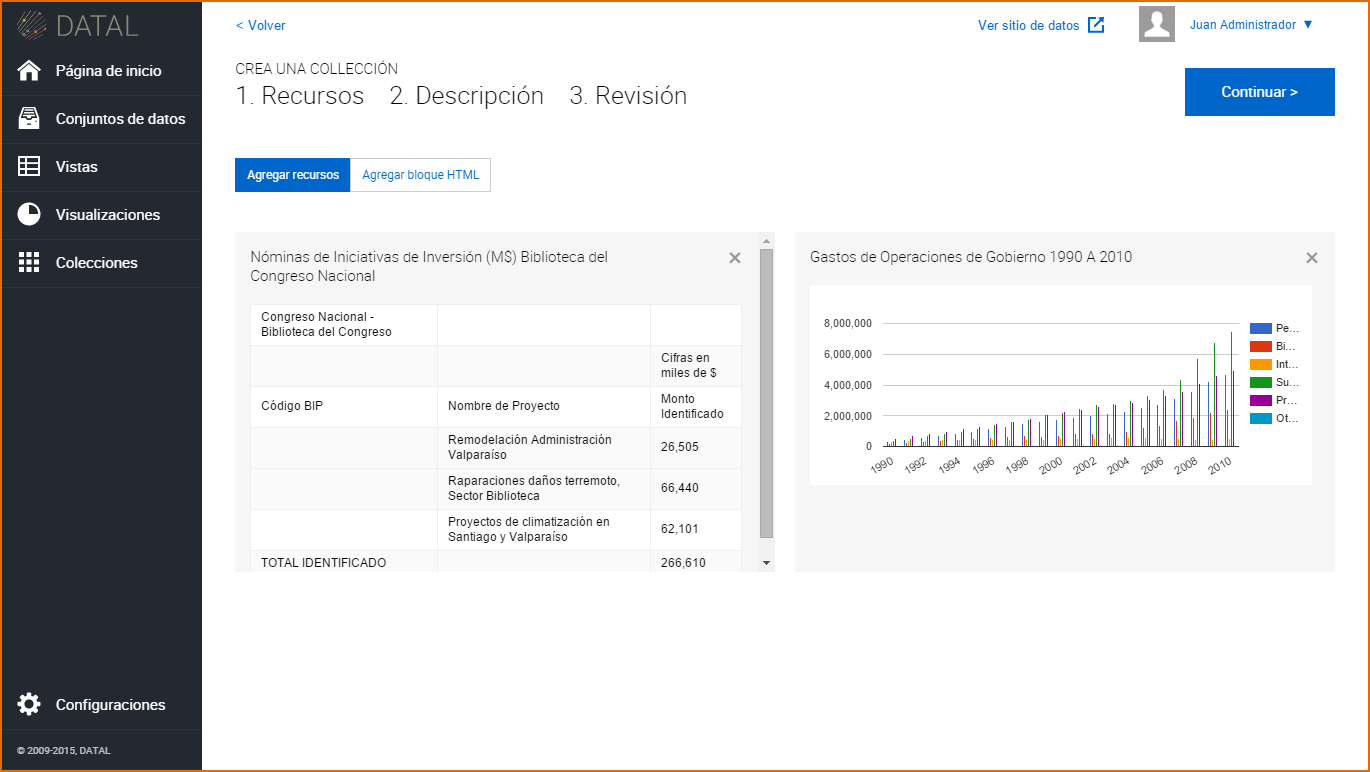 DATAL
Página de inicio
Conjuntos de datos
Vistas
Visualizaciones
Colecciones
Configuraciones
© 2009-2015, DATAL
< Volver
Ver sitio de datos
Juan Administrador ▼
CREA UNA COLLECCIÓN
1. Recursos 2. Descripción 3. Revisión
Continuar >
Agregar recursos
Agregar bloque HTML
Nóminas de Iniciativas de Inversión (M$) Biblioteca del
Congreso Nacional
Congreso Nacional -
Biblioteca del Congreso
Cifras en
miles de $
Código BIP
Nombre de Proyecto
Monto
Identificado
Remodelación Administración
Valparaíso
26,505
Raparaciones daños terremoto,
Sector Biblioteca
66,440
Proyectos de climatización en
Santiago y Valparaíso
62,101
TOTAL IDENTIFICADO
266,610
Gastos de Operaciones de Gobierno 1990 A 2010
8,000,000
6,000,000
4,000,000
2,000,000
0
1990 1992 1994 1996 1998 2000 2002 2004 2006 2008 2010
Pe...
Bi...
Int...
Su...
Pr...
Ot...